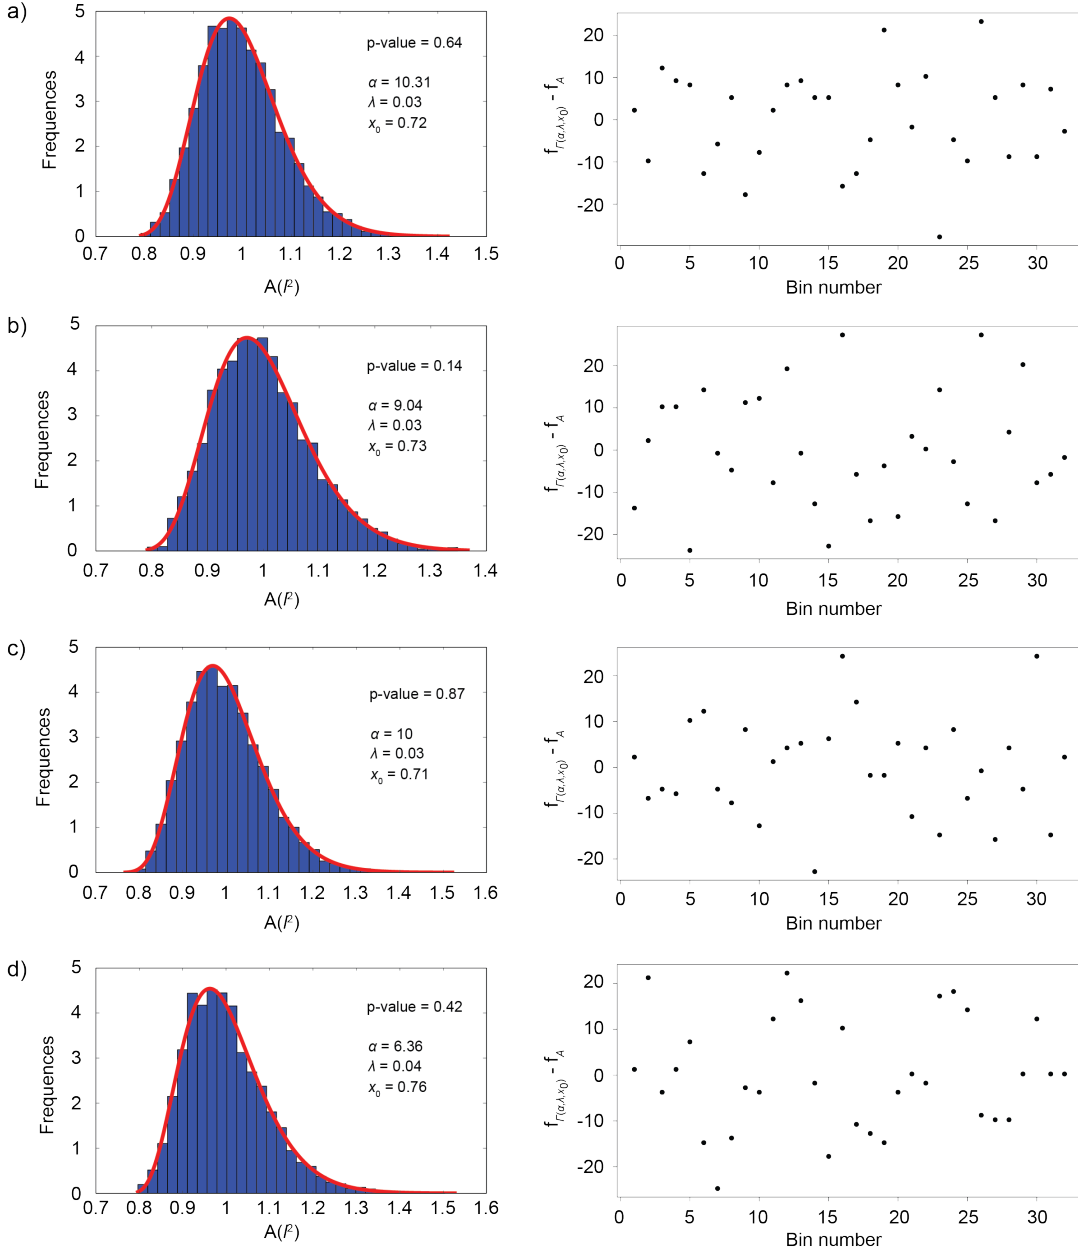 a)
Frequences
5
4
3
2
1
0
p-value = 0.64
α = 10.31
λ = 0.03
x0 = 0.72
0.7 0.8 0.9 1 1.1 1.2 1.3 1.4 1.5
A(l²)
fΓ(α,λ,x0) - fA
20
10
0
-10
-20
0 5 10 15 20 25 30
Bin number
b)
Frequences
5
4
3
2
1
0
p-value = 0.14
α = 9.04
λ = 0.03
x0 = 0.73
0.7 0.8 0.9 1 1.1 1.2 1.3 1.4
A(l²)
fΓ(α,λ,x0) - fA
20
10
0
-10
-20
0 5 10 15 20 25 30
Bin number
c)
Frequences
5
4
3
2
1
0
p-value = 0.87
α = 10
λ = 0.03
x0 = 0.71
0.7 0.8 0.9 1 1.1 1.2 1.3 1.4 1.5 1.6
A(l²)
fΓ(α,λ,x0) - fA
20
10
0
-10
-20
0 5 10 15 20 25 30
Bin number
d)
Frequences
5
4
3
2
1
0
p-value = 0.42
α = 6.36
λ = 0.04
x0 = 0.76
0.7 0.8 0.9 1 1.1 1.2 1.3 1.4 1.5 1.6
A(l²)
fΓ(α,λ,x0) - fA
20
10
0
-10
-20
0 5 10 15 20 25 30
Bin number